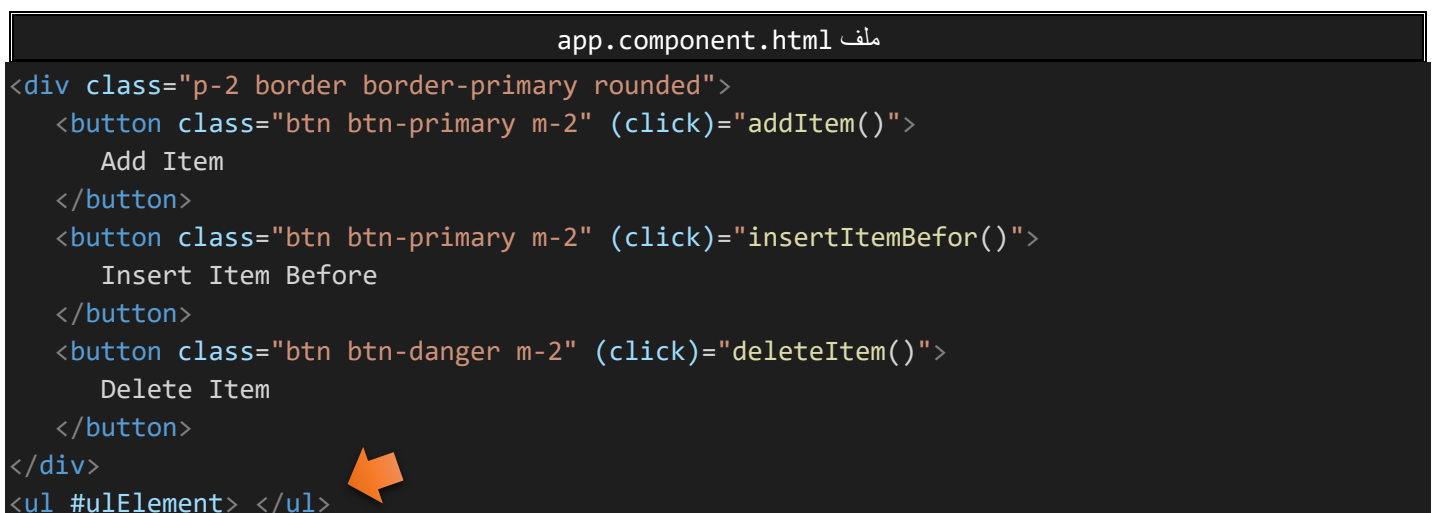 ملف app.component.html
<div class="p-2 border border-primary rounded">
<button class="btn btn-primary m-2" (click)="addItem()">
Add Item
</button>
<button class="btn btn-primary m-2" (click)="insertItemBefor()">
Insert Item Before
</button>
<button class="btn btn-danger m-2" (click)="deleteItem()">
Delete Item
</button>
</div>
<ul #ulElement> </ul>